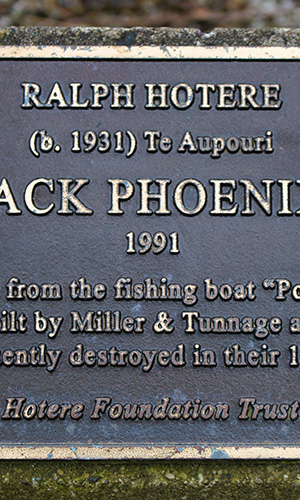 RALPH HOTERE
(b. 1931) Te Aupouri
ACK PHOENI
1991
from the fishing boat "Po
ilt by Miller & Tunnage a
ently destroyed in their 1
Hotere Foundation Trust